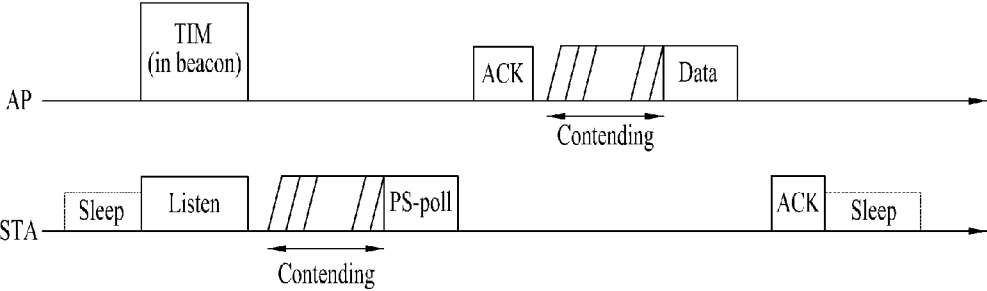 TIM
(in beacon)
ACK
Data
AP
Contending
Sleep
Listen
PS-poll
ACK
Sleep
STA
Contending